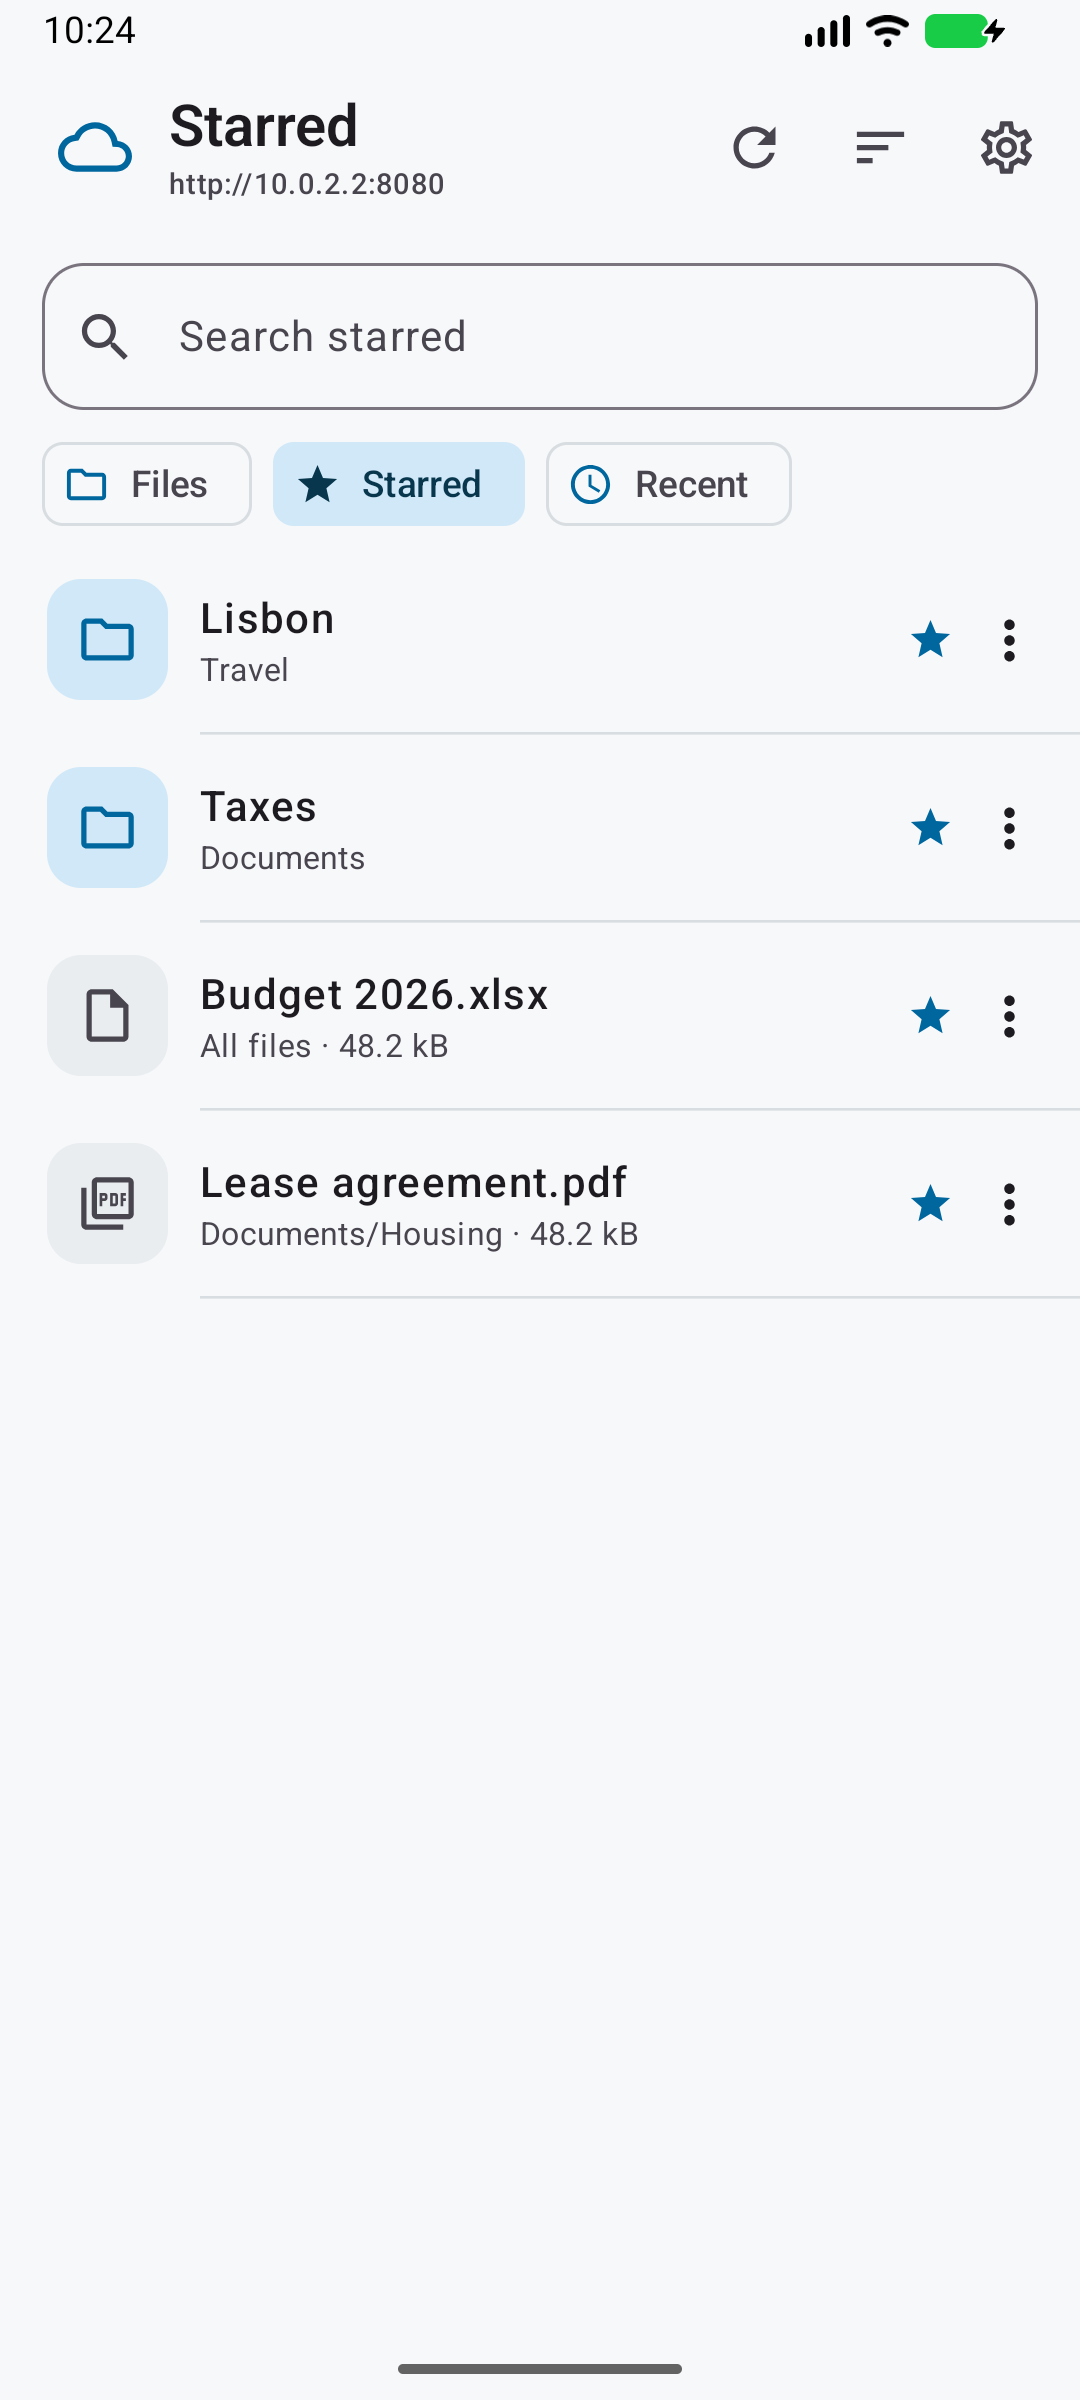 10:24
Starred
http://10.0.2.2:8080
Search starred
Files
Starred
Recent
Lisbon
Travel
Taxes
Documents
Budget 2026.xlsx
All files · 48.2 kB
PDF
Lease agreement.pdf
Documents/Housing · 48.2 kB